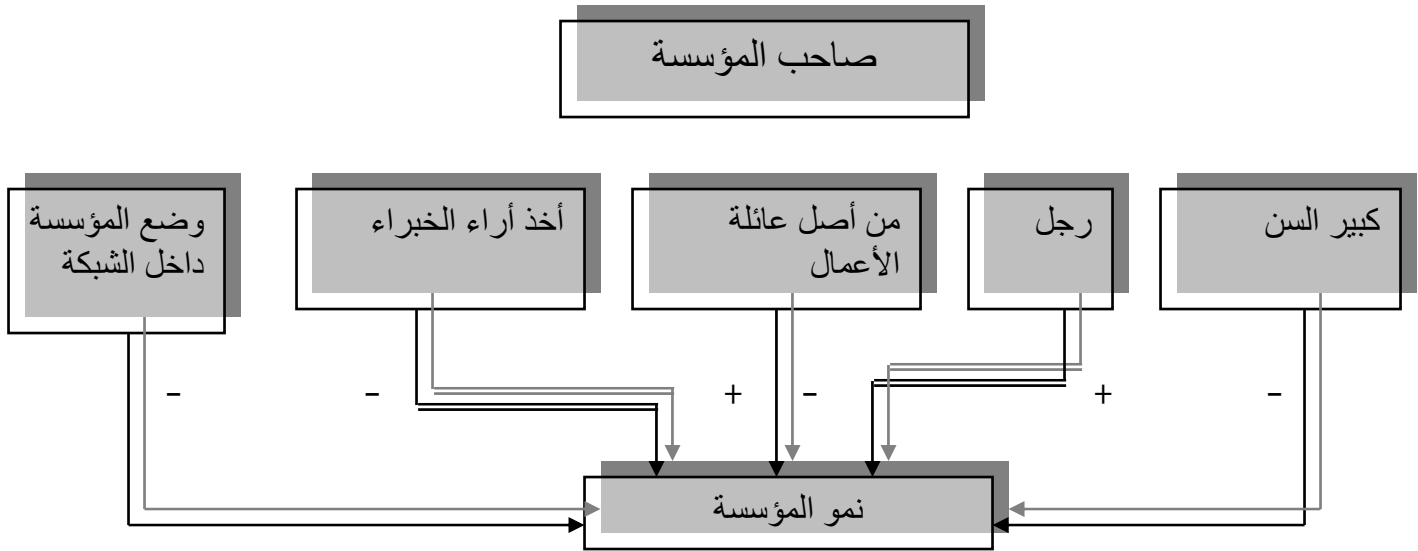 صاحب المؤسسة
كبير السن
رجل
من أصل عائلة
الأعمال
أخذ أراء الخبراء
وضع المؤسسة
داخل الشبكة
-
+
-
+
-
-
نمو المؤسسة